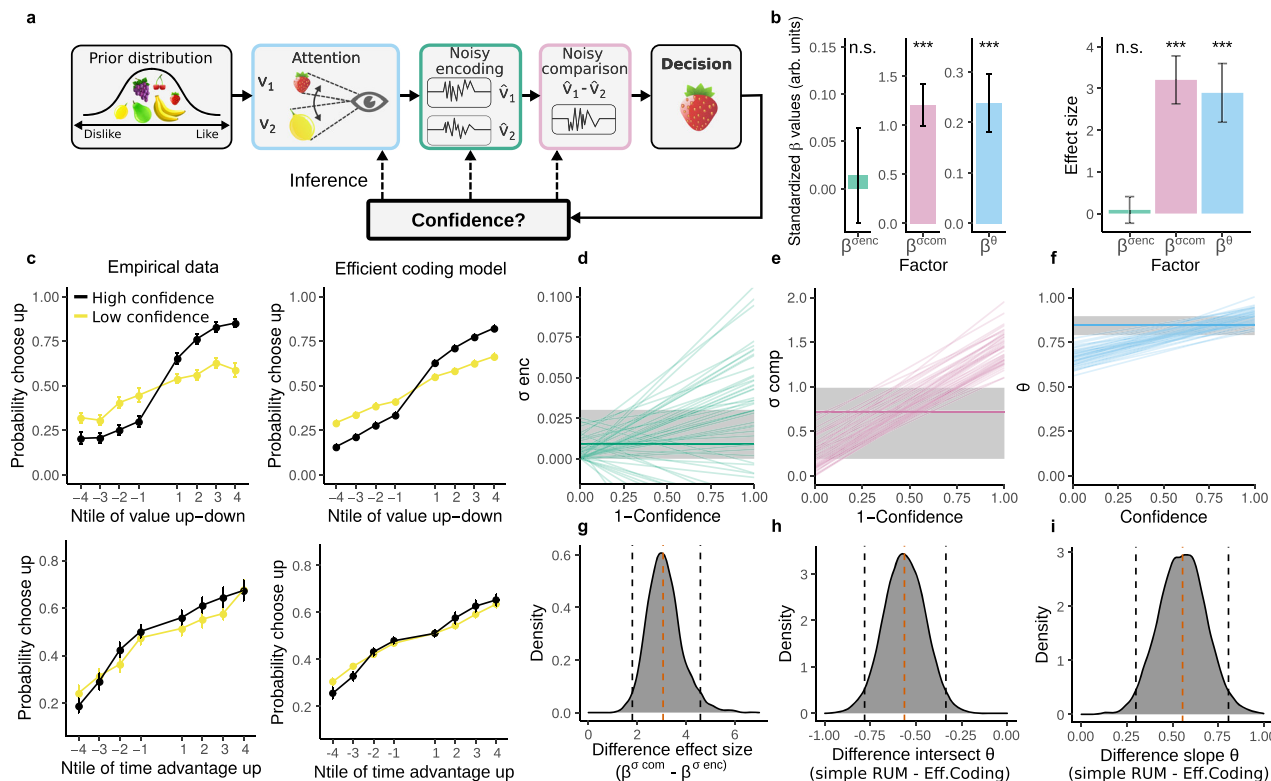 a
Prior distribution
Dislike
Like
Attention
V₁
V₂
Noisy
encoding
v̂₁
v̂₂
Noisy
comparison
v̂₁ - v̂₂
Decision
Inference
Confidence?
b
Standardized β values (arb. units)
0.15
0.10
0.05
0.00
n.s.
β^σenc
1.5
1.0
0.5
0.0
***
β^σcom
0.3
0.2
0.1
0.0
***
β^θ
Factor
Effect size
4
3
2
1
0
n.s.
***
***
β^σenc
β^σcom
β^θ
Factor
c
Empirical data
High confidence
Low confidence
Probability choose up
1.00
0.75
0.50
0.25
0.00
−4 −3 −2 −1 1 2 3 4
Ntile of value up−down
Efficient coding model
Probability choose up
1.00
0.75
0.50
0.25
0.00
−4 −3 −2 −1 1 2 3 4
Ntile of value up−down
Probability choose up
0.8
0.6
0.4
0.2
-4 -3 -2 -1 1 2 3 4
Ntile of time advantage up
Probability choose up
0.8
0.6
0.4
0.2
-4 -3 -2 -1 1 2 3 4
Ntile of time advantage up
d
σ enc
0.100
0.075
0.050
0.025
0.000
0.00 0.25 0.50 0.75 1.00
1−Confidence
e
σ comp
2.0
1.5
1.0
0.5
0.0
0.00 0.25 0.50 0.75 1.00
1−Confidence
f
θ
1.00
0.75
0.50
0.25
0.00
0.00 0.25 0.50 0.75 1.00
Confidence
g
Density
0.6
0.4
0.2
0.0
0 2 4 6
Difference effect size
(β^σ com - β^σ enc)
h
Density
3
2
1
0
-1.00 -0.75 -0.50 -0.25 0.00
Difference intersect θ
(simple RUM - Eff.Coding)
i
Density
3
2
1
0
0.00 0.25 0.50 0.75 1.00
Difference slope θ
(simple RUM - Eff.Coding)